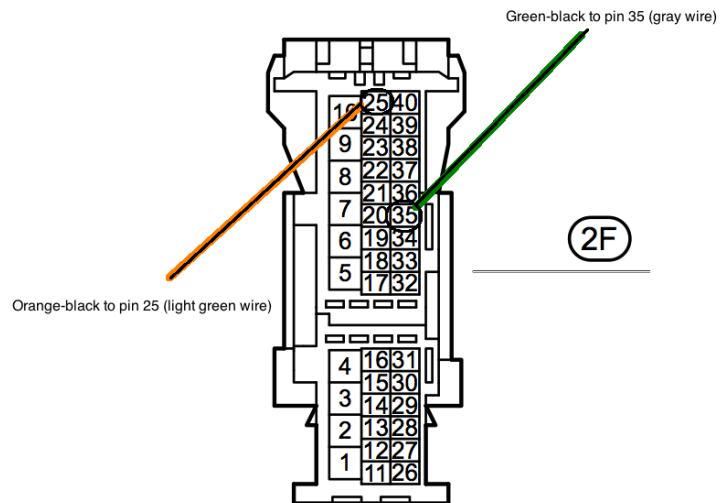 Green-black to pin 35 (gray wire)
10 25 40
24 39
9 23 38
8 22 37
21 36
7 20 35
2F
6 19 34
18 33
5 17 32
Orange-black to pin 25 (light green wire)
4 16 31
15 30
3 14 29
2 13 28
12 27
1 11 26